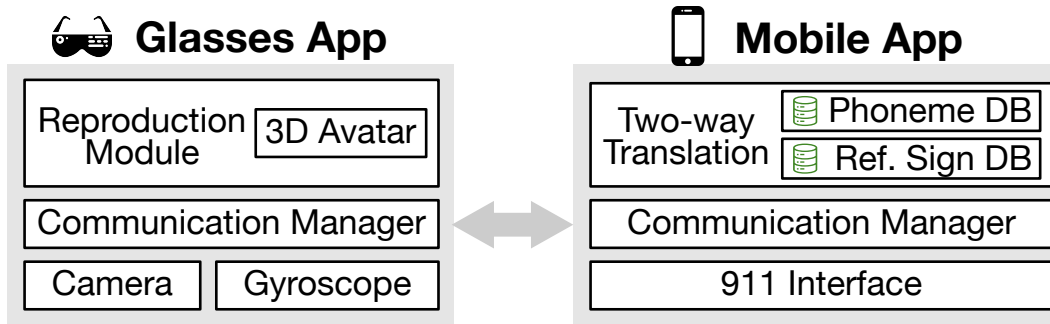 Glasses App
Reproduction
Module
3D Avatar
Communication Manager
Camera
Gyroscope
Mobile App
Two-way
Translation
Phoneme DB
Ref. Sign DB
Communication Manager
911 Interface